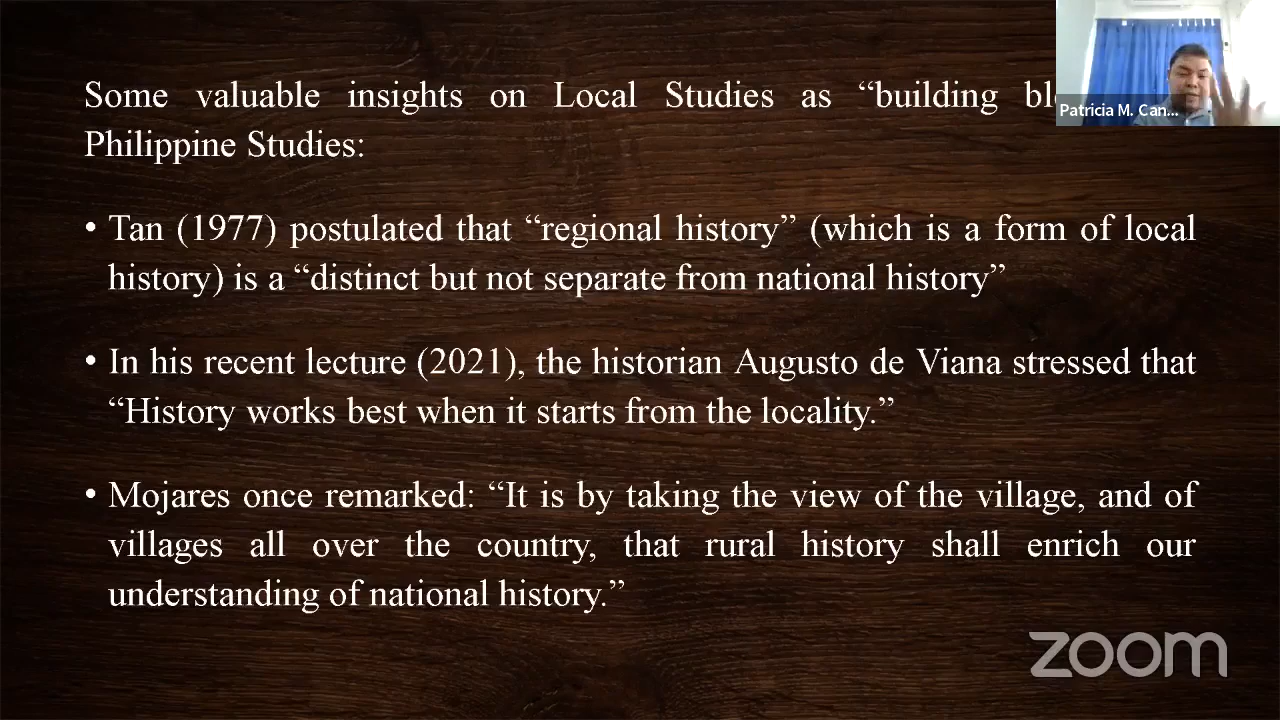 Some valuable insights on Local Studies as “building
Philippine Studies:
• Tan (1977) postulated that “regional history” (which is a form of local
history) is a “distinct but not separate from national history”
• In his recent lecture (2021), the historian Augusto de Viana stressed that
“History works best when it starts from the locality.”
• Mojares once remarked: “It is by taking the view of the village, and of
villages all over the country, that rural history shall enrich our
understanding of national history.”
Patricia M. Can...
zoom